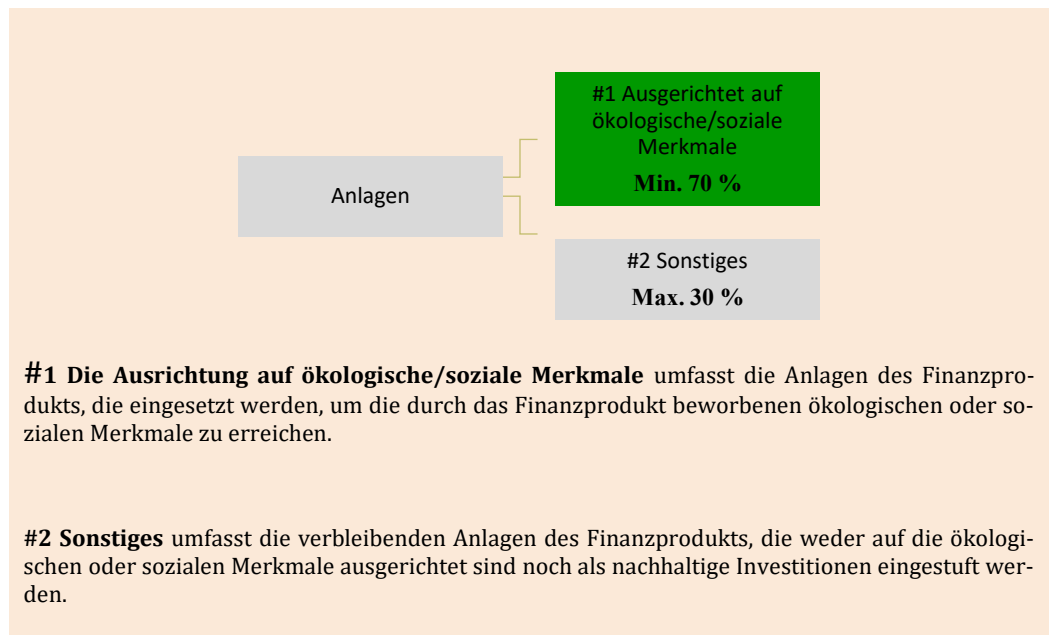 #1 Ausgerichtet auf
ökologische/soziale
Merkmale
Min. 70 %
Anlagen
#2 Sonstiges
Max. 30 %
#1 Die Ausrichtung auf ökologische/soziale Merkmale umfasst die Anlagen des Finanzpro-
dukts, die eingesetzt werden, um die durch das Finanzprodukt beworbenen ökologischen oder so-
zialen Merkmale zu erreichen.
#2 Sonstiges umfasst die verbleibenden Anlagen des Finanzprodukts, die weder auf die ökologi-
schen oder sozialen Merkmale ausgerichtet sind noch als nachhaltige Investitionen eingestuft wer-
den.